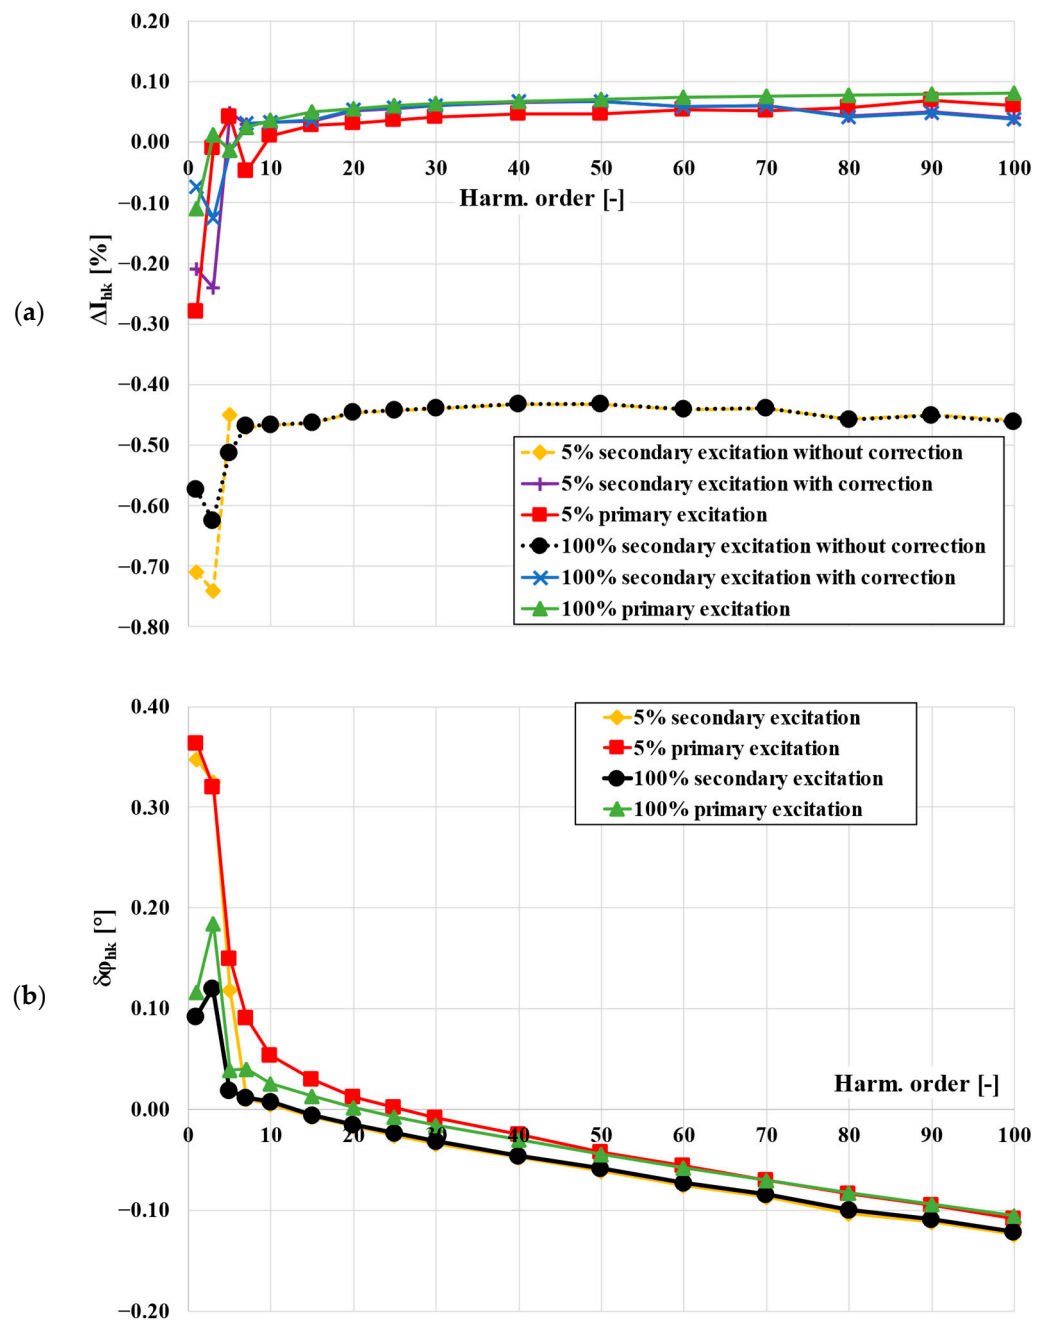 (a)
ΔI_hk [%]
0.20
0.10
0.00
−0.10
−0.20
−0.30
−0.40
−0.50
−0.60
−0.70
−0.80
0 10 20 30 40 50 60 70 80 90 100
Harm. order [-]
5% secondary excitation without correction
5% secondary excitation with correction
5% primary excitation
100% secondary excitation without correction
100% secondary excitation with correction
100% primary excitation
(b)
δφ_hk [°]
0.40
0.30
0.20
0.10
0.00
−0.10
−0.20
5% secondary excitation
5% primary excitation
100% secondary excitation
100% primary excitation
Harm. order [-]
0 10 20 30 40 50 60 70 80 90 100